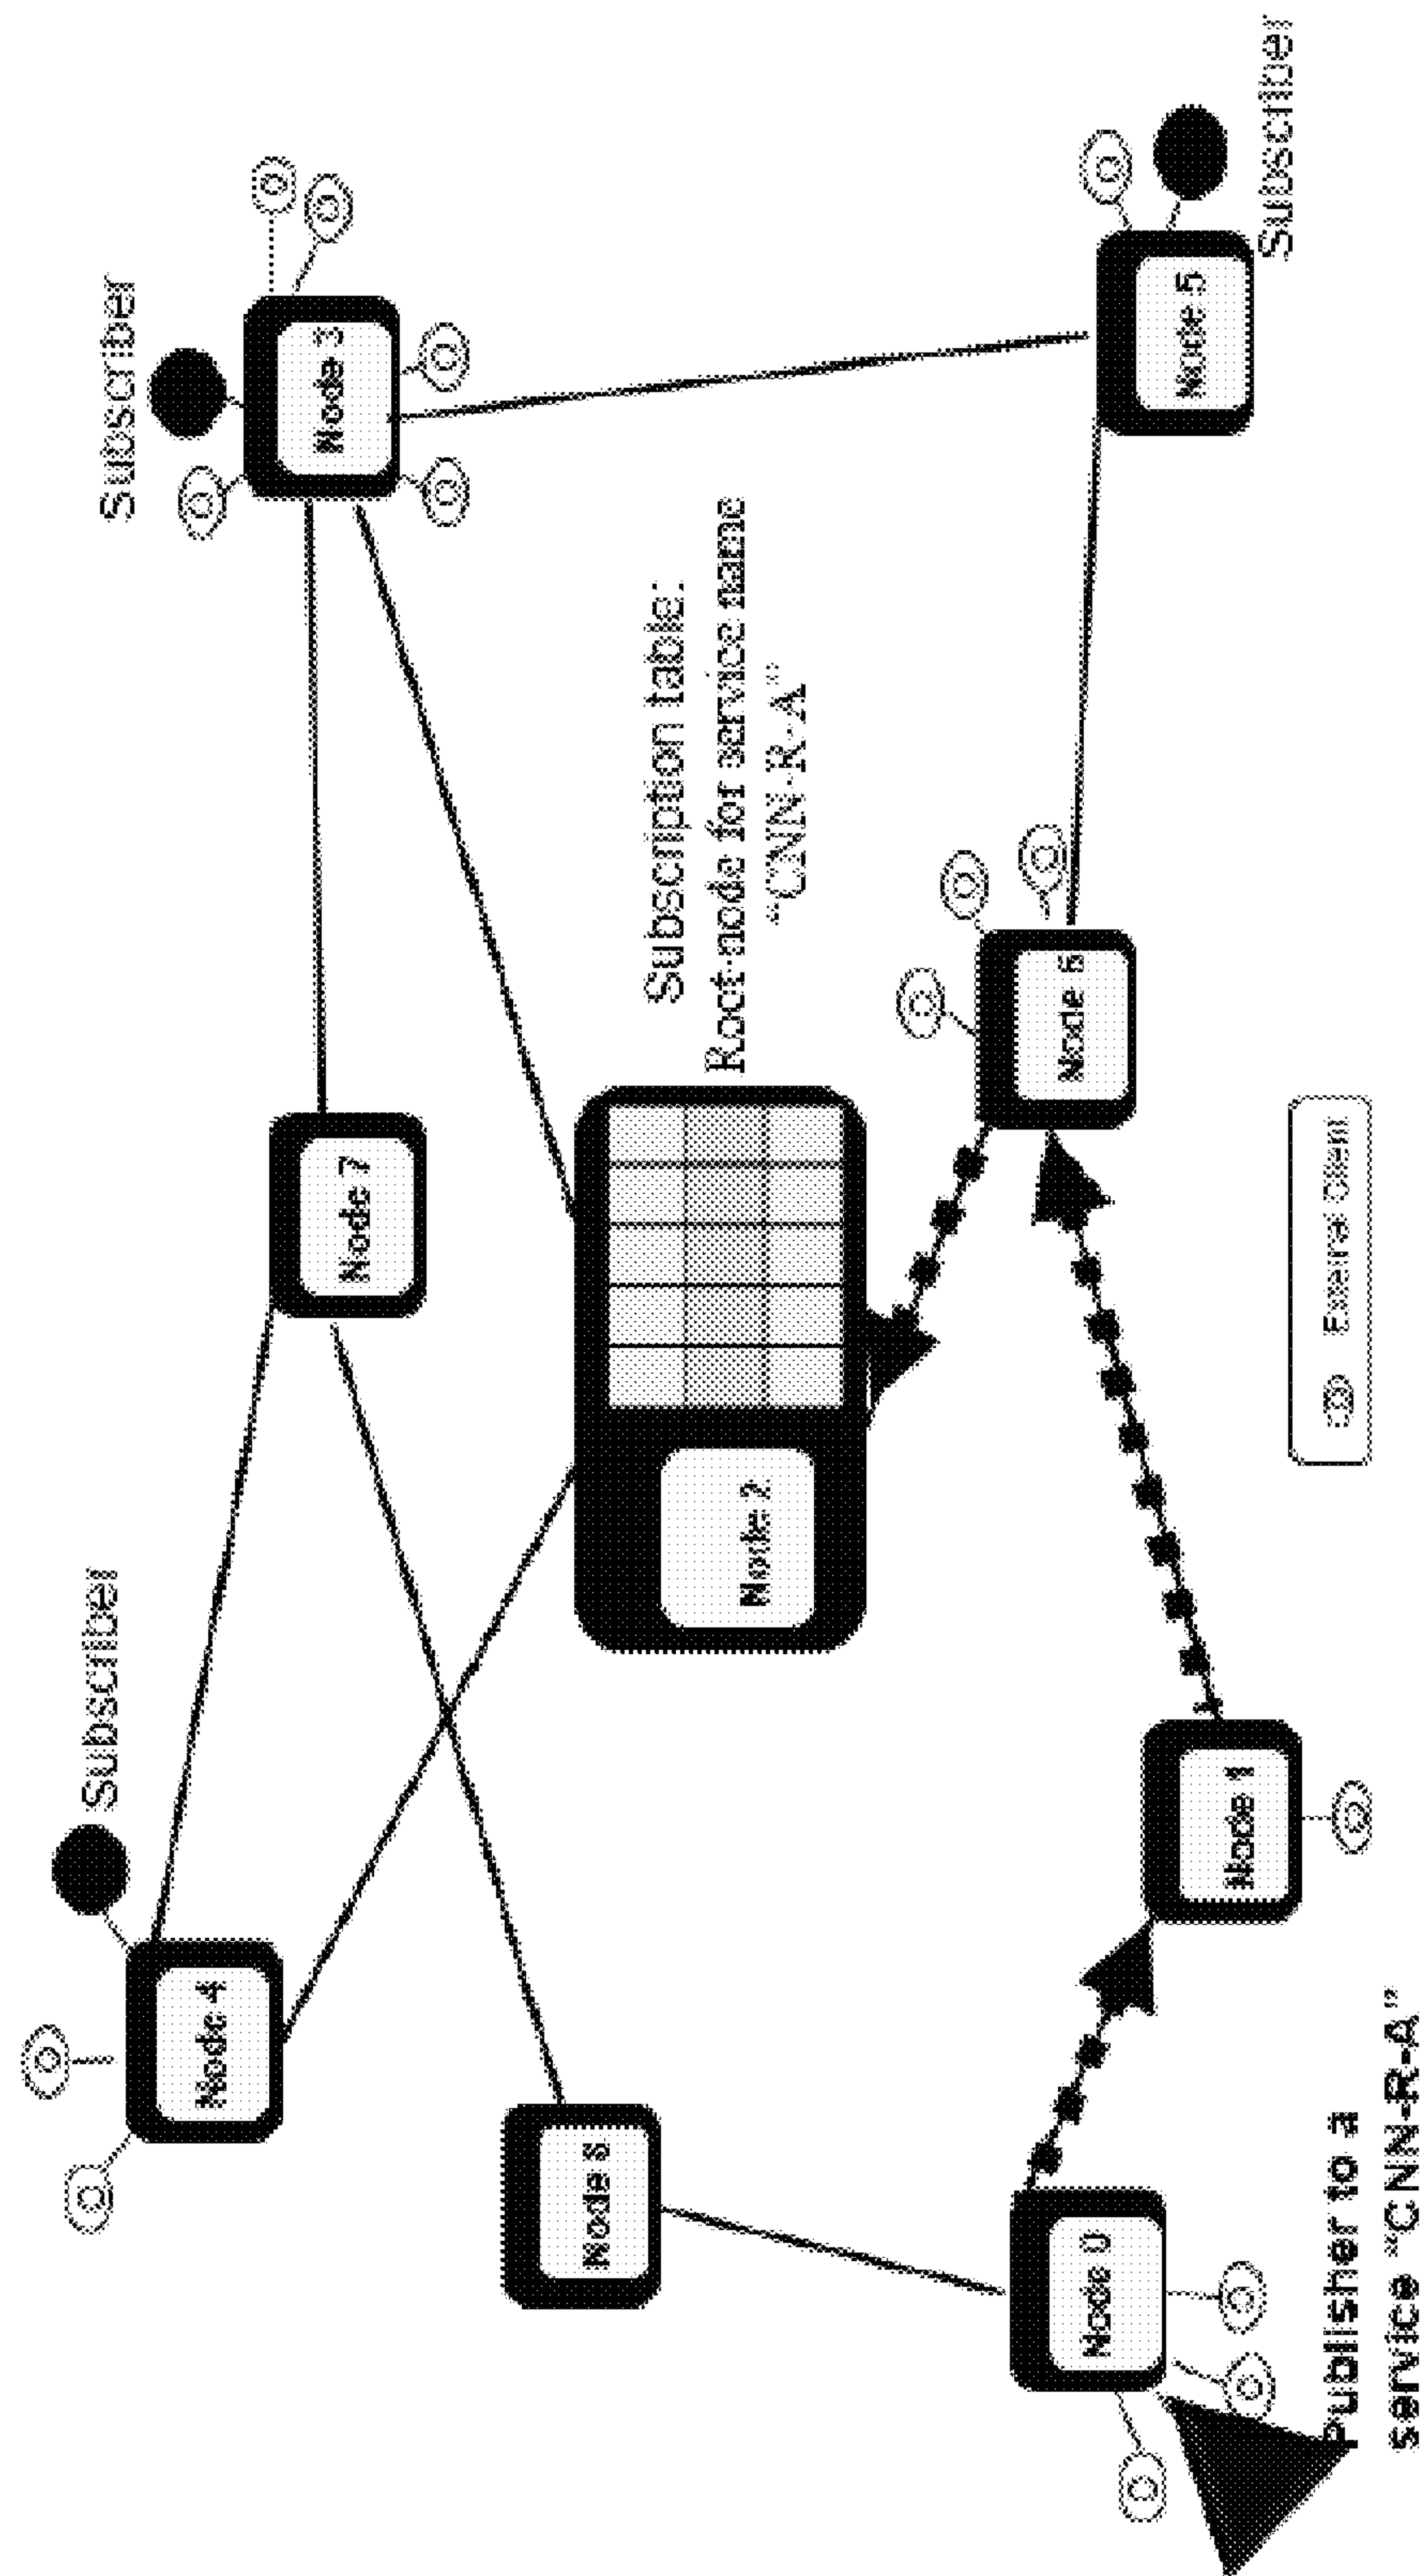 Subscriber
Subscriber
Node 4
Node 7
Node 3
Node 8
Subscription table:
Root node for service name
"CNN-R-A"
Node 2
Node 6
Node 0
Node 1
Node 5
Subscriber
External Client
Publisher to a
service "CNN-R-A"